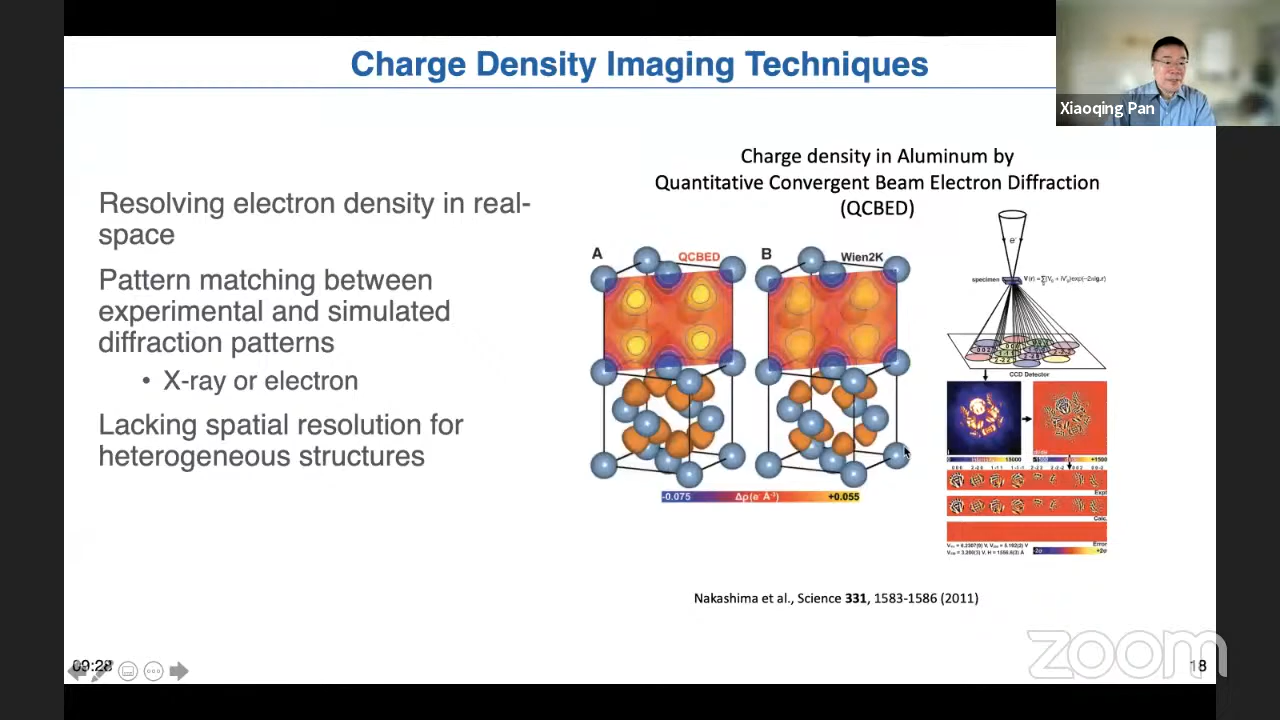 Charge Density Imaging Techniques
Xiaoqing Pan
Resolving electron density in real-
space
Pattern matching between
experimental and simulated
diffraction patterns
• X-ray or electron
Lacking spatial resolution for
heterogeneous structures
Charge density in Aluminum by
Quantitative Convergent Beam Electron Diffraction
(QCBED)
A QCBED
B Wien2K
-0.075 Δρ(e⁻Å⁻³) +0.055
e⁻
specimen
CCD Detector
Expt
Calc.
Error
-2σ +2σ
Nakashima et al., Science 331, 1583-1586 (2011)
09:28
zoom
18